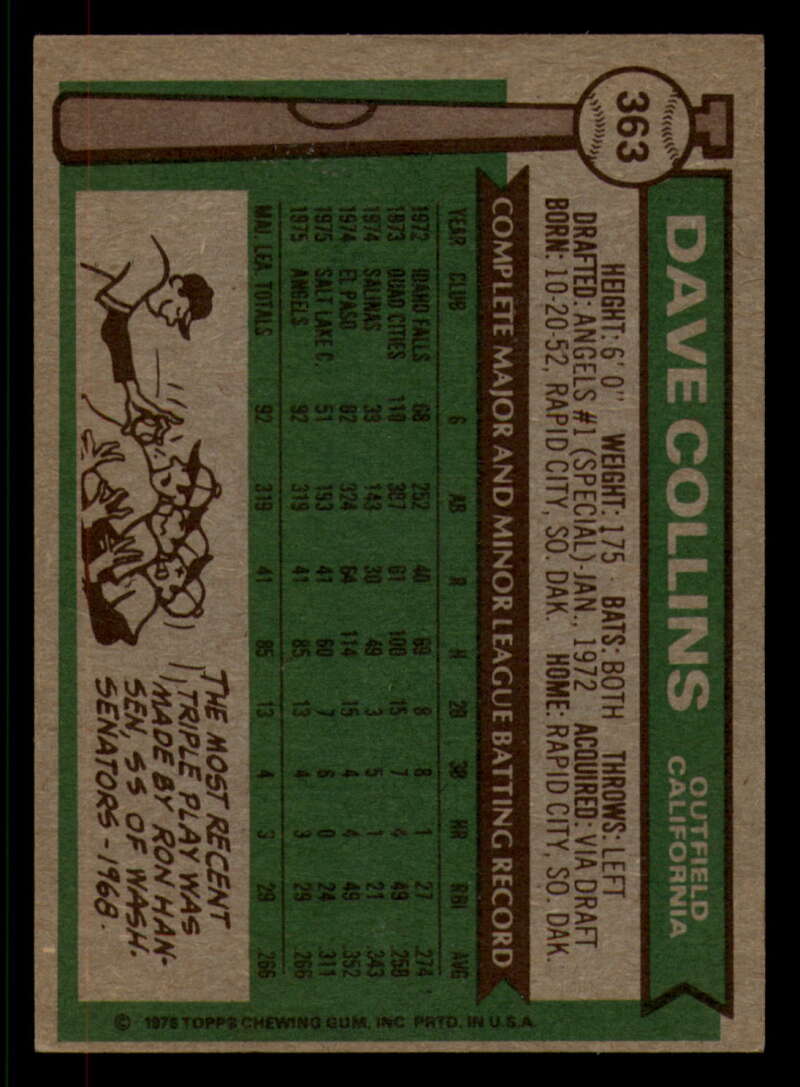 363
DAVE COLLINS
OUTFIELD
CALIFORNIA
HEIGHT: 6' 0" WEIGHT: 175 BATS: BOTH THROWS: LEFT
DRAFTED: ANGELS #1 (SPECIAL)-JAN., 1972 ACQUIRED: VIA DRAFT
BORN: 10-20-52, RAPID CITY, SO. DAK. HOME: RAPID CITY, SO. DAK.
COMPLETE MAJOR AND MINOR LEAGUE BATTING RECORD
YEAR CLUB G AB R H 2B 3B HR RBI AVG
1972 IDAHO FALLS 68 252 40 69 8 8 1 27 .274
1973 QUAD CITIES 110 387 61 100 15 7 4 49 .258
1974 SALINAS 39 143 30 49 3 5 1 21 .343
1974 EL PASO 82 324 64 114 15 4 4 49 .352
1975 SALT LAKE C. 51 193 41 60 7 6 0 24 .311
1975 ANGELS 92 319 41 85 13 4 3 29 .266
MAJ. LEA. TOTALS 92 319 41 85 13 4 3 29 .266
THE MOST RECENT
TRIPLE PLAY WAS
MADE BY RON HAN-
SEN, SS OF WASH.
SENATORS-1968.
© 1976 TOPPS CHEWING GUM, INC. PRTD. IN U.S.A.